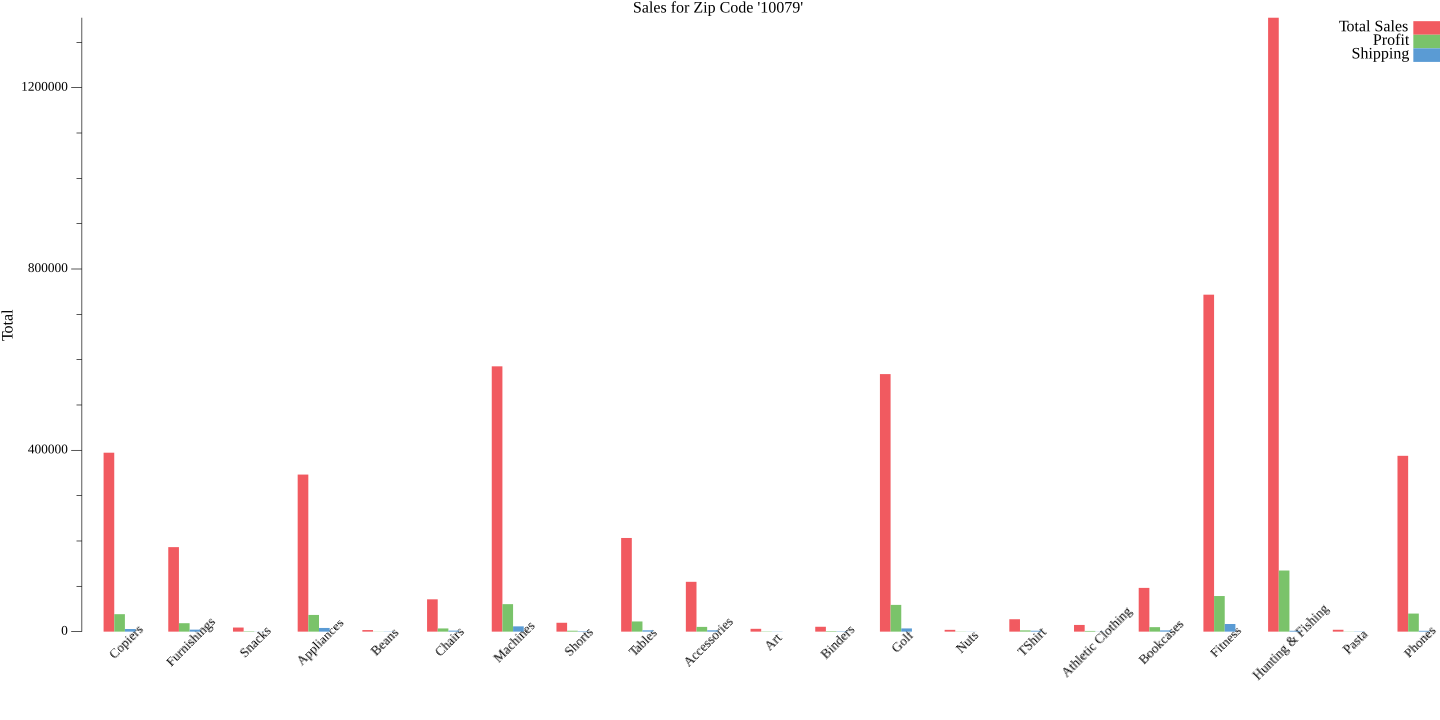 Sales for Zip Code '10079'
Total Sales
Profit
Shipping
1200000
800000
400000
0
Total
Copiers
Furnishings
Snacks
Appliances
Beans
Chairs
Machines
Shorts
Tables
Accessories
Art
Binders
Golf
Nuts
TShirt
Athletic Clothing
Bookcases
Fitness
Hunting & Fishing
Pasta
Phones